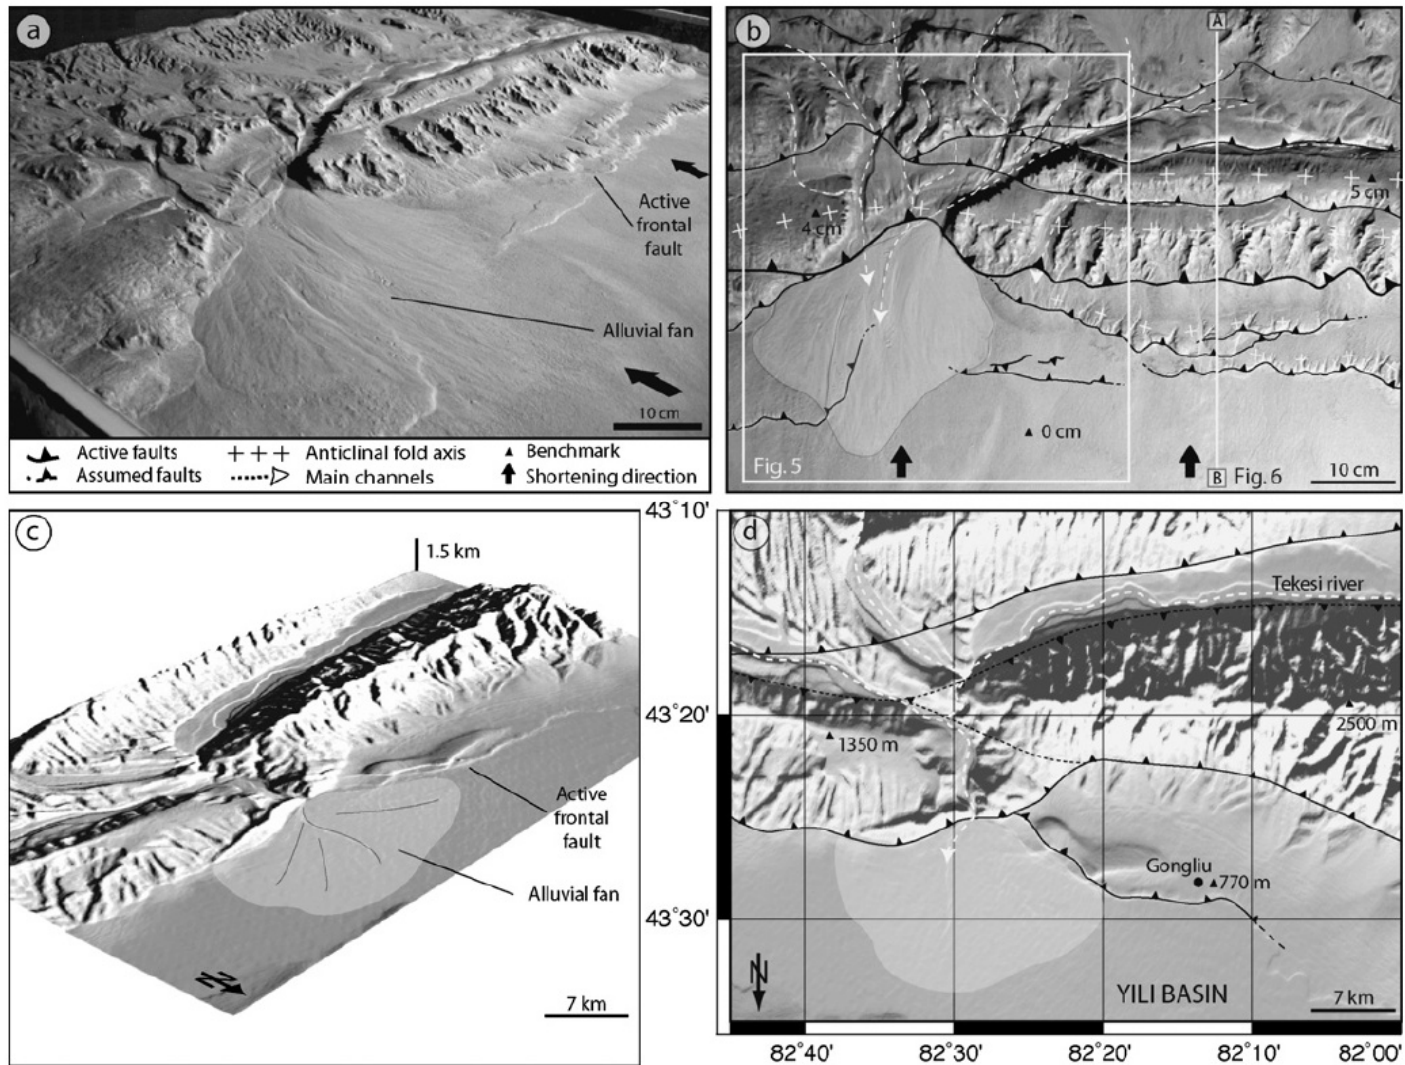 a
Active
frontal
fault
Alluvial fan
10 cm
Active faults
Anticlinal fold axis
Benchmark
Assumed faults
Main channels
Shortening direction
b
A
5 cm
4 cm
0 cm
Fig. 5
B Fig. 6
10 cm
c
1.5 km
Active
frontal
fault
Alluvial fan
N
7 km
43°10'
43°20'
43°30'
d
Tekesi river
2500 m
1350 m
Gongliu
770 m
N
YILI BASIN
7 km
82°40'
82°30'
82°20'
82°10'
82°00'